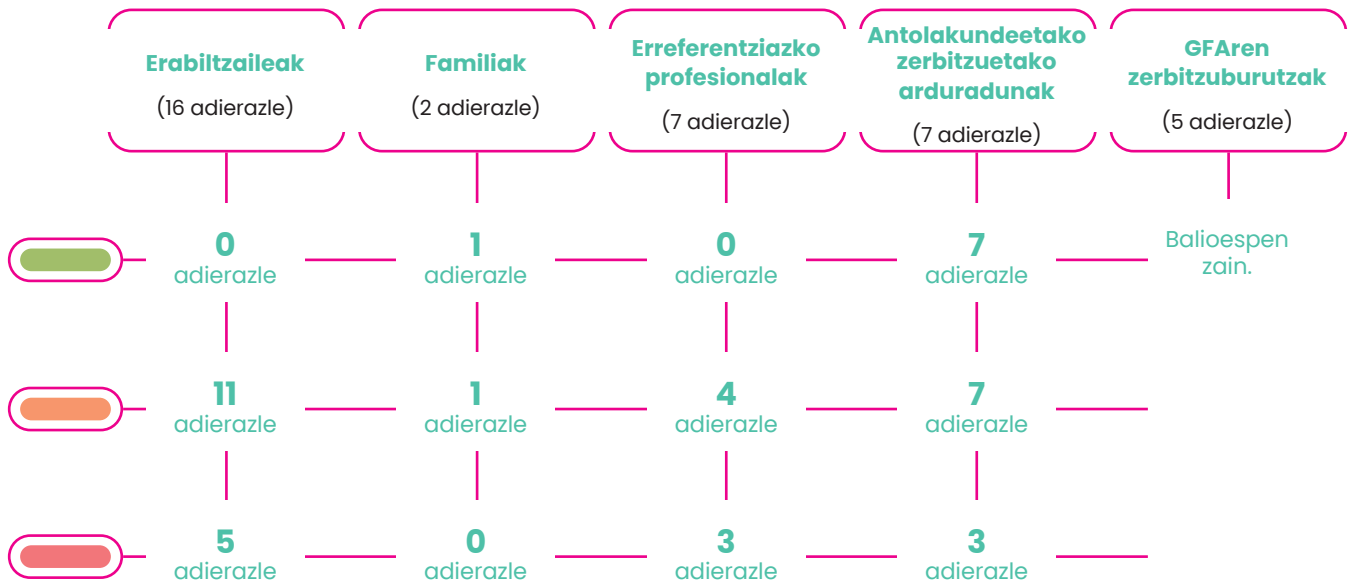 Erabiltzaileak
(16 adierazle)
Familiak
(2 adierazle)
Erreferentziazko
profesionalak
(7 adierazle)
Antolakundeetako
zerbitzuetako
arduradunak
(7 adierazle)
GFAren
zerbitzuburutzak
(5 adierazle)
0
adierazle
1
adierazle
0
adierazle
7
adierazle
Balioespen
zain.
11
adierazle
1
adierazle
4
adierazle
7
adierazle
5
adierazle
0
adierazle
3
adierazle
3
adierazle